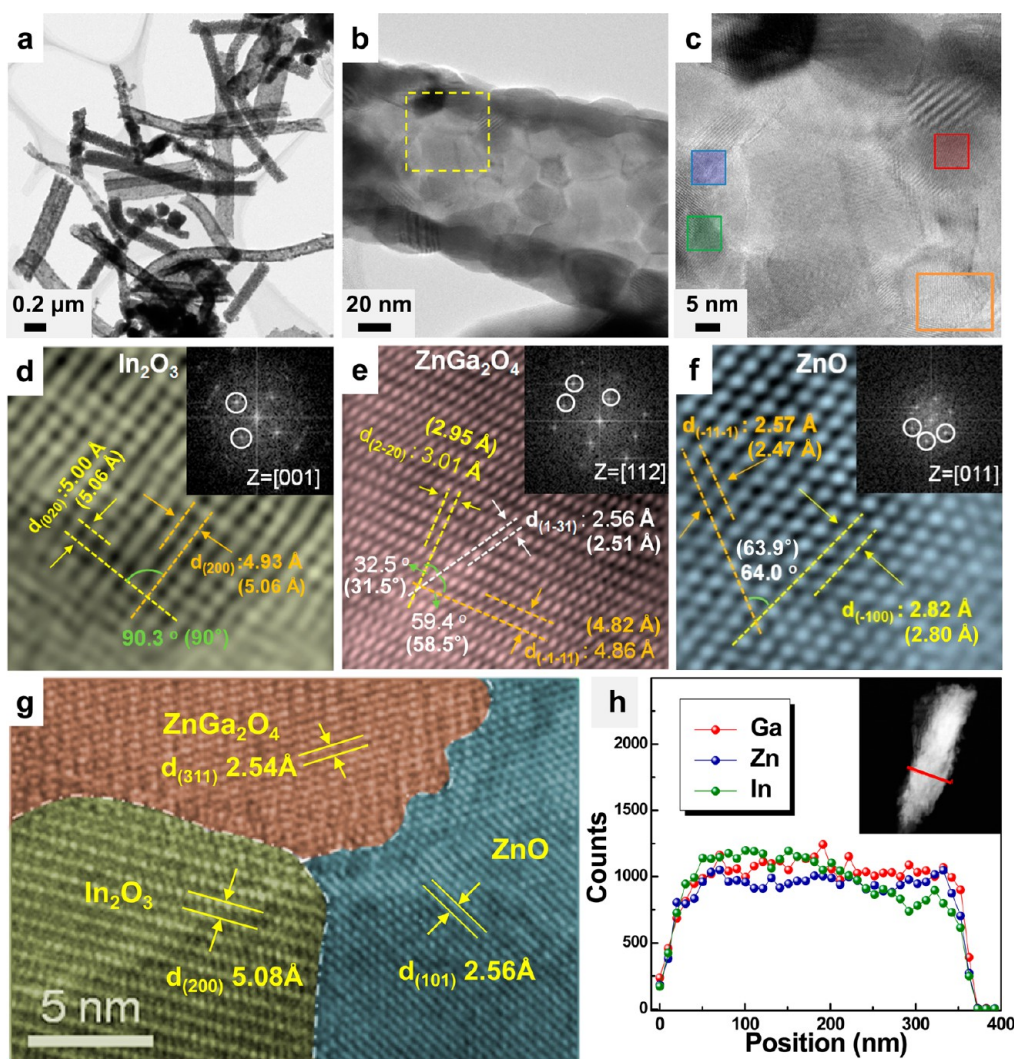 a
0.2 µm
b
20 nm
c
5 nm
d
In₂O₃
Z=[001]
d(020):5.00 Å
(5.06 Å)
d(200):4.93 Å
(5.06 Å)
90.3 º (90°)
e
ZnGa₂O₄
Z=[112]
(2.95 Å)
d(2-20): 3.01 Å
d(1-31): 2.56 Å
(2.51 Å)
32.5 º
(31.5°)
59.4 º
(58.5°)
(4.82 Å)
d(-1-11): 4.86 Å
f
ZnO
Z=[011]
d(-11-1): 2.57 Å
(2.47 Å)
(63.9°)
64.0 º
d(-100): 2.82 Å
(2.80 Å)
g
ZnGa₂O₄
d(311) 2.54Å
ZnO
In₂O₃
d(200) 5.08Å
d(101) 2.56Å
5 nm
h
Ga
Zn
In
Counts
2000
1500
1000
500
0
0 100 200 300 400
Position (nm)